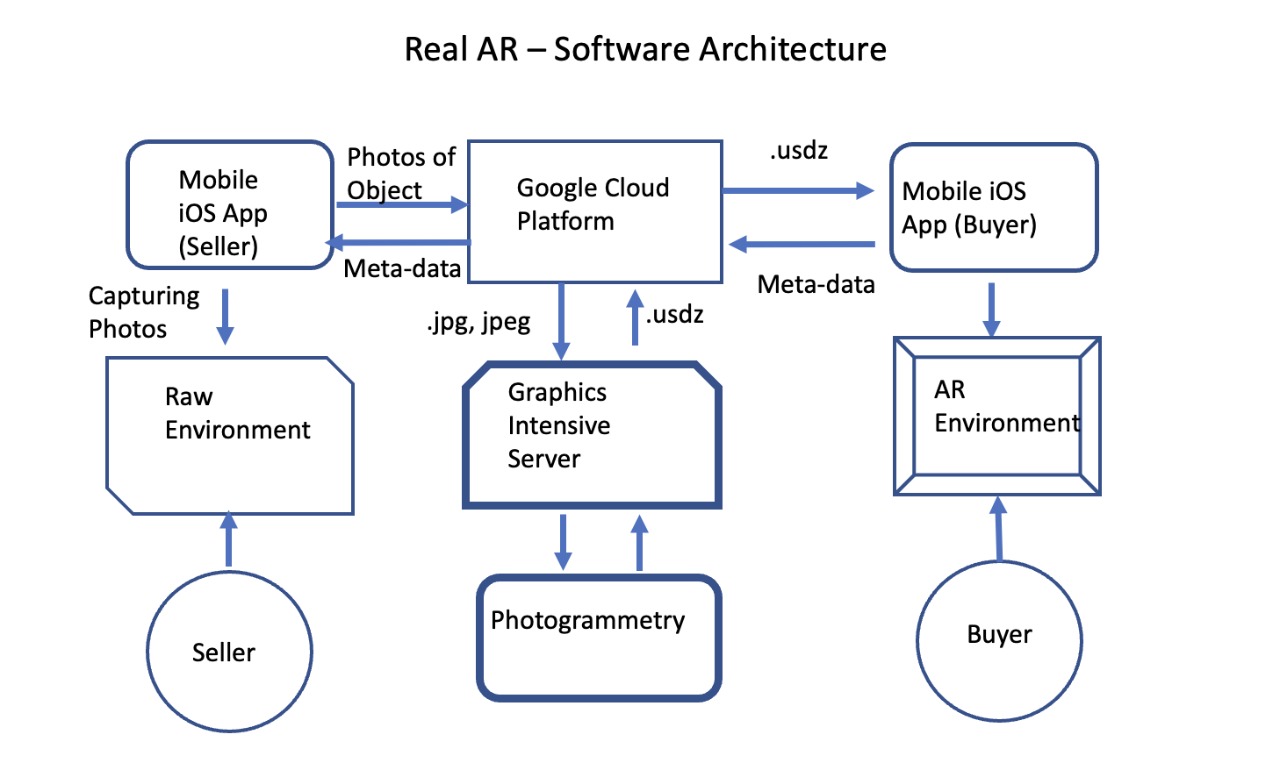 Real AR – Software Architecture
Mobile
iOS App
(Seller)
Photos of
Object
Meta-data
Google Cloud
Platform
.usdz
Meta-data
Mobile iOS
App (Buyer)
Capturing
Photos
.jpg, jpeg
.usdz
Raw
Environment
Graphics
Intensive
Server
AR
Environment
Seller
Photogrammetry
Buyer